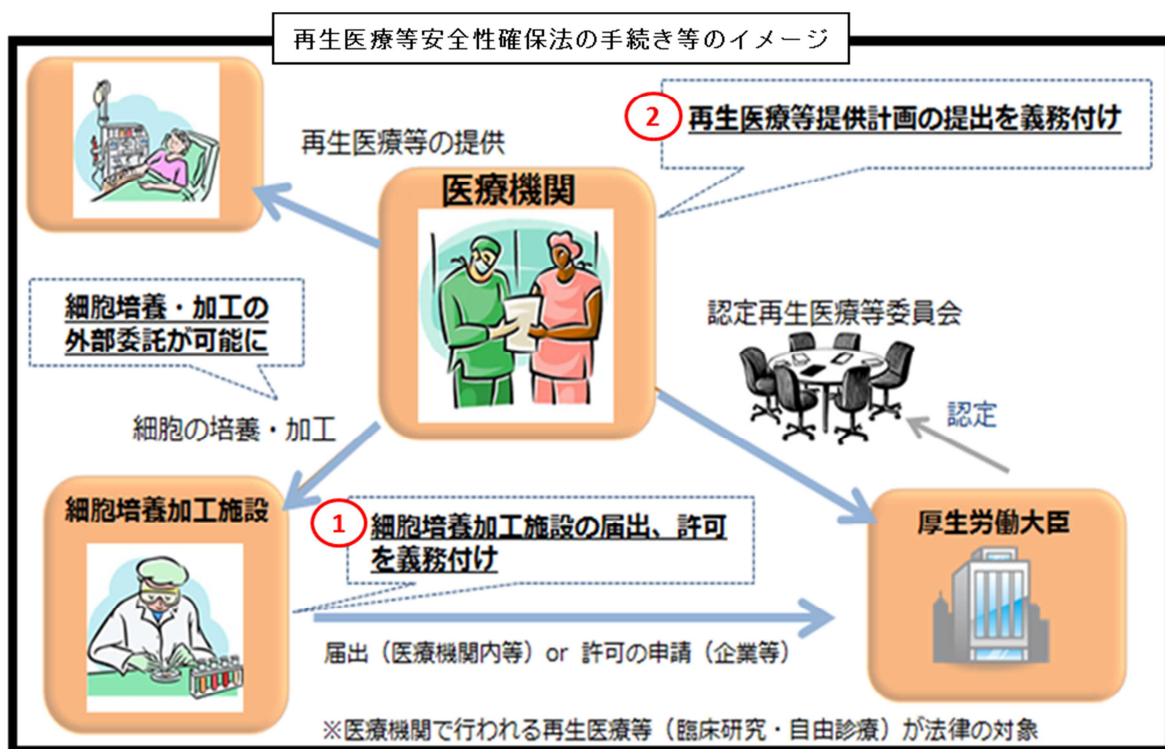 再生医療等安全性確保法の手続き等のイメージ
再生医療等の提供
② 再生医療等提供計画の提出を義務付け
医療機関
細胞培養・加工の
外部委託が可能に
認定再生医療等委員会
認定
細胞の培養・加工
細胞培養加工施設
① 細胞培養加工施設の届出、許可
を義務付け
厚生労働大臣
届出（医療機関内等）or 許可の申請（企業等）
※医療機関で行われる再生医療等（臨床研究・自由診療）が法律の対象